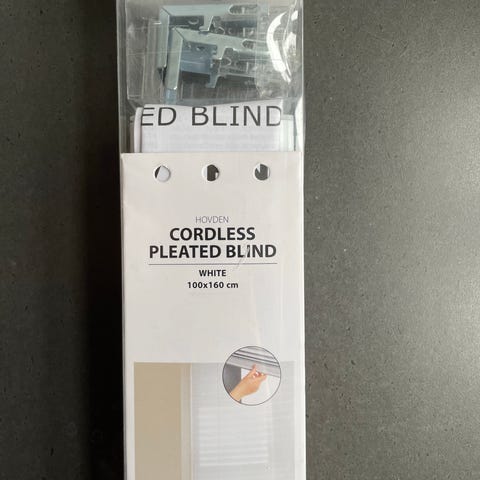 ED BLIND
HOVDEN
CORDLESS
PLEATED BLIND
WHITE
100x160 cm